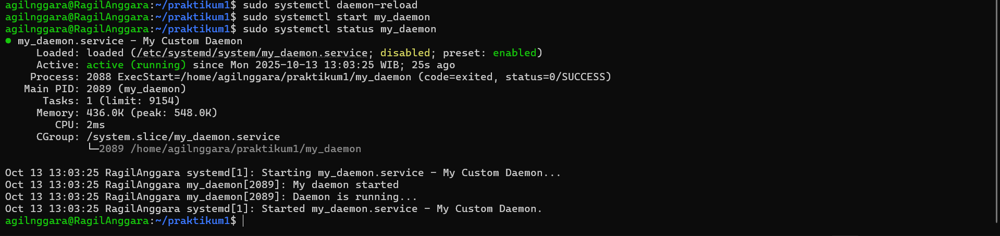 agilnggara@RagilAnggara:~/praktikum1$ sudo systemctl daemon-reload
agilnggara@RagilAnggara:~/praktikum1$ sudo systemctl start my_daemon
agilnggara@RagilAnggara:~/praktikum1$ sudo systemctl status my_daemon
● my_daemon.service - My Custom Daemon
     Loaded: loaded (/etc/systemd/system/my_daemon.service; disabled; preset: enabled)
     Active: active (running) since Mon 2025-10-13 13:03:25 WIB; 25s ago
    Process: 2088 ExecStart=/home/agilnggara/praktikum1/my_daemon (code=exited, status=0/SUCCESS)
   Main PID: 2089 (my_daemon)
      Tasks: 1 (limit: 9154)
     Memory: 436.0K (peak: 548.0K)
        CPU: 2ms
     CGroup: /system.slice/my_daemon.service
             └─2089 /home/agilnggara/praktikum1/my_daemon
Oct 13 13:03:25 RagilAnggara systemd[1]: Starting my_daemon.service - My Custom Daemon...
Oct 13 13:03:25 RagilAnggara my_daemon[2089]: My daemon started
Oct 13 13:03:25 RagilAnggara my_daemon[2089]: Daemon is running...
Oct 13 13:03:25 RagilAnggara systemd[1]: Started my_daemon.service - My Custom Daemon.
agilnggara@RagilAnggara:~/praktikum1$